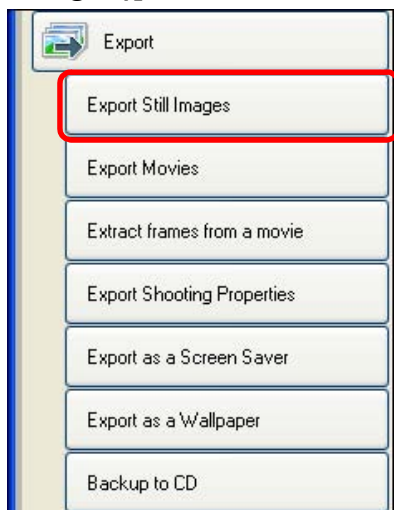 Export
Export Still Images
Export Movies
Extract frames from a movie
Export Shooting Properties
Export as a Screen Saver
Export as a Wallpaper
Backup to CD